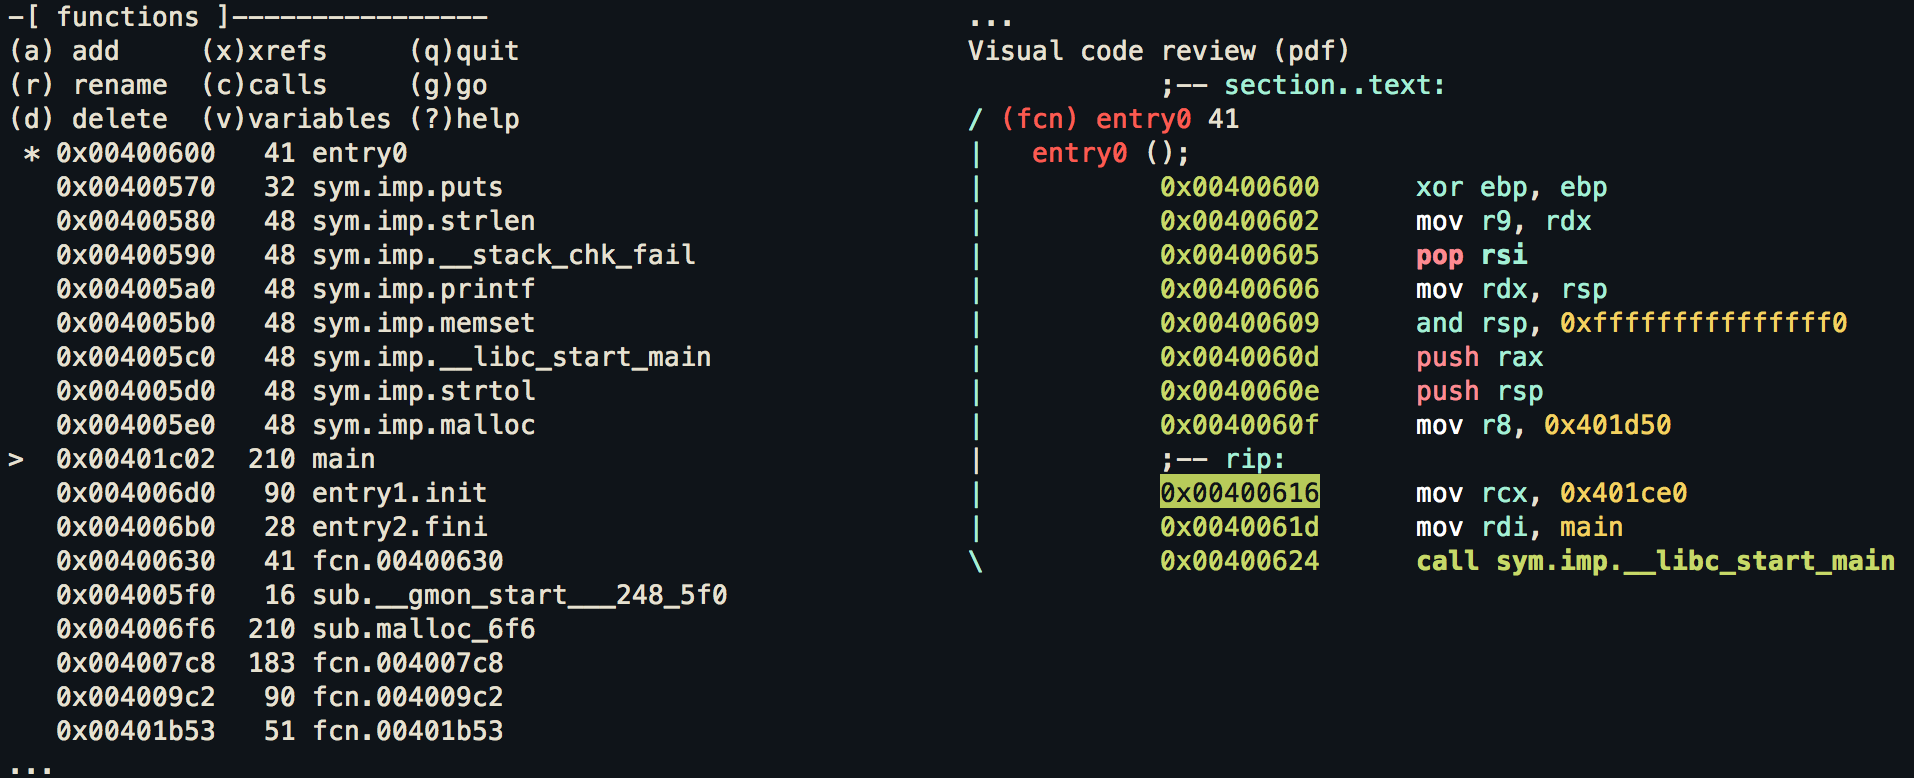 -[ functions ]----------------
(a) add     (x)xrefs     (q)quit
(r) rename  (c)calls     (g)go
(d) delete  (v)variables (?)help
 * 0x00400600   41 entry0
   0x00400570   32 sym.imp.puts
   0x00400580   48 sym.imp.strlen
   0x00400590   48 sym.imp.__stack_chk_fail
   0x004005a0   48 sym.imp.printf
   0x004005b0   48 sym.imp.memset
   0x004005c0   48 sym.imp.__libc_start_main
   0x004005d0   48 sym.imp.strtol
   0x004005e0   48 sym.imp.malloc
>  0x00401c02  210 main
   0x004006d0   90 entry1.init
   0x004006b0   28 entry2.fini
   0x00400630   41 fcn.00400630
   0x004005f0   16 sub.__gmon_start___248_5f0
   0x004006f6  210 sub.malloc_6f6
   0x004007c8  183 fcn.004007c8
   0x004009c2   90 fcn.004009c2
   0x00401b53   51 fcn.00401b53
...
...
Visual code review (pdf)
            ;-- section..text:
/ (fcn) entry0 41
|   entry0 ();
|           0x00400600      xor ebp, ebp
|           0x00400602      mov r9, rdx
|           0x00400605      pop rsi
|           0x00400606      mov rdx, rsp
|           0x00400609      and rsp, 0xfffffffffffffff0
|           0x0040060d      push rax
|           0x0040060e      push rsp
|           0x0040060f      mov r8, 0x401d50
|           ;-- rip:
|           0x00400616      mov rcx, 0x401ce0
|           0x0040061d      mov rdi, main
\           0x00400624      call sym.imp.__libc_start_main